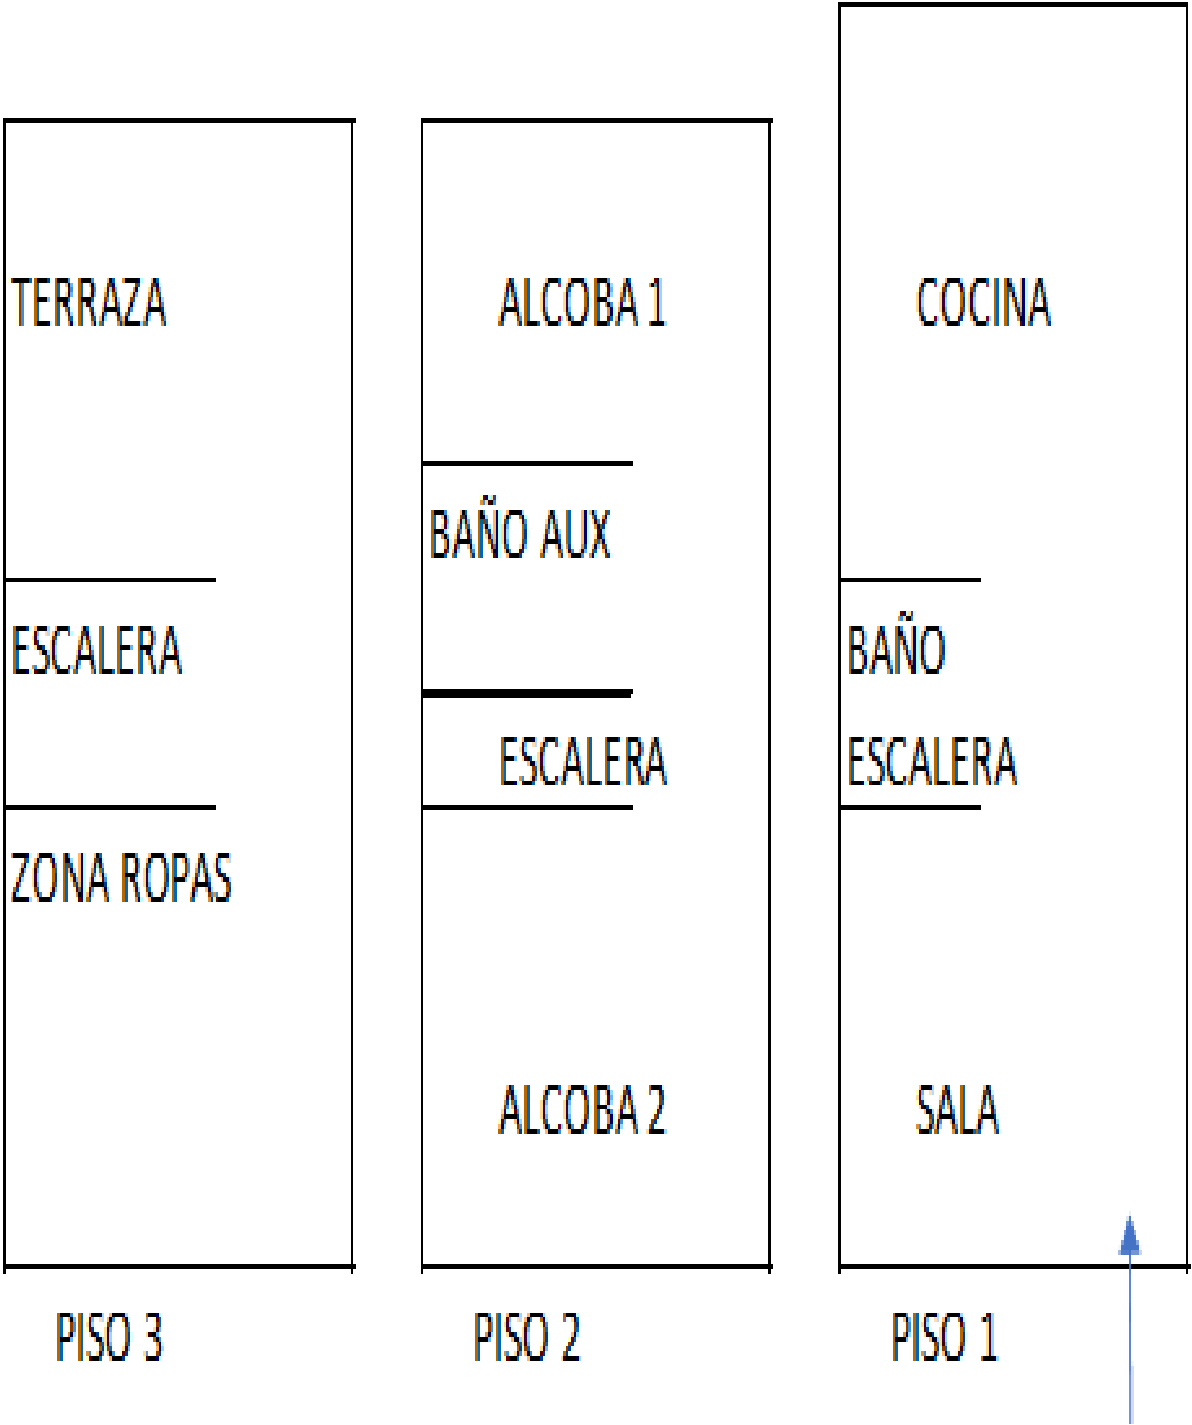 TERRAZA
ESCALERA
ZONA ROPAS
PISO 3
ALCOBA 1
BAÑO AUX
ESCALERA
ALCOBA 2
PISO 2
COCINA
BAÑO
ESCALERA
SALA
PISO 1